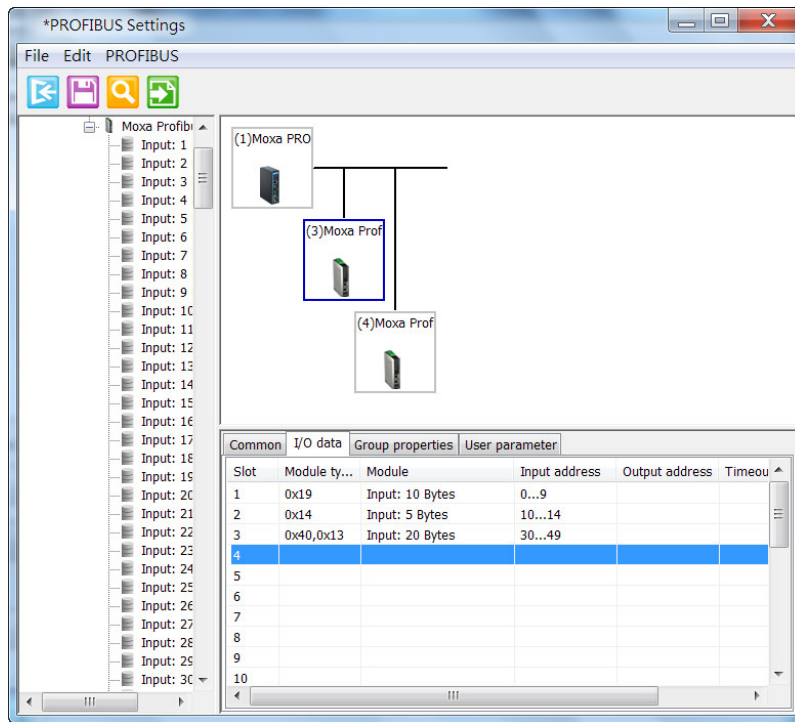 *PROFIBUS Settings
File Edit PROFIBUS
Moxa Profibu
Input: 1
Input: 2
Input: 3
Input: 4
Input: 5
Input: 6
Input: 7
Input: 8
Input: 9
Input: 10
Input: 11
Input: 12
Input: 13
Input: 14
Input: 15
Input: 16
Input: 17
Input: 18
Input: 19
Input: 20
Input: 21
Input: 22
Input: 23
Input: 24
Input: 25
Input: 26
Input: 27
Input: 28
Input: 29
Input: 30
(1)Moxa PRO
(3)Moxa Prof
(4)Moxa Prof
Common I/O data Group properties User parameter
Slot Module ty... Module Input address Output address Timeou
1 0x19 Input: 10 Bytes 0...9
2 0x14 Input: 5 Bytes 10...14
3 0x40,0x13 Input: 20 Bytes 30...49
4
5
6
7
8
9
10